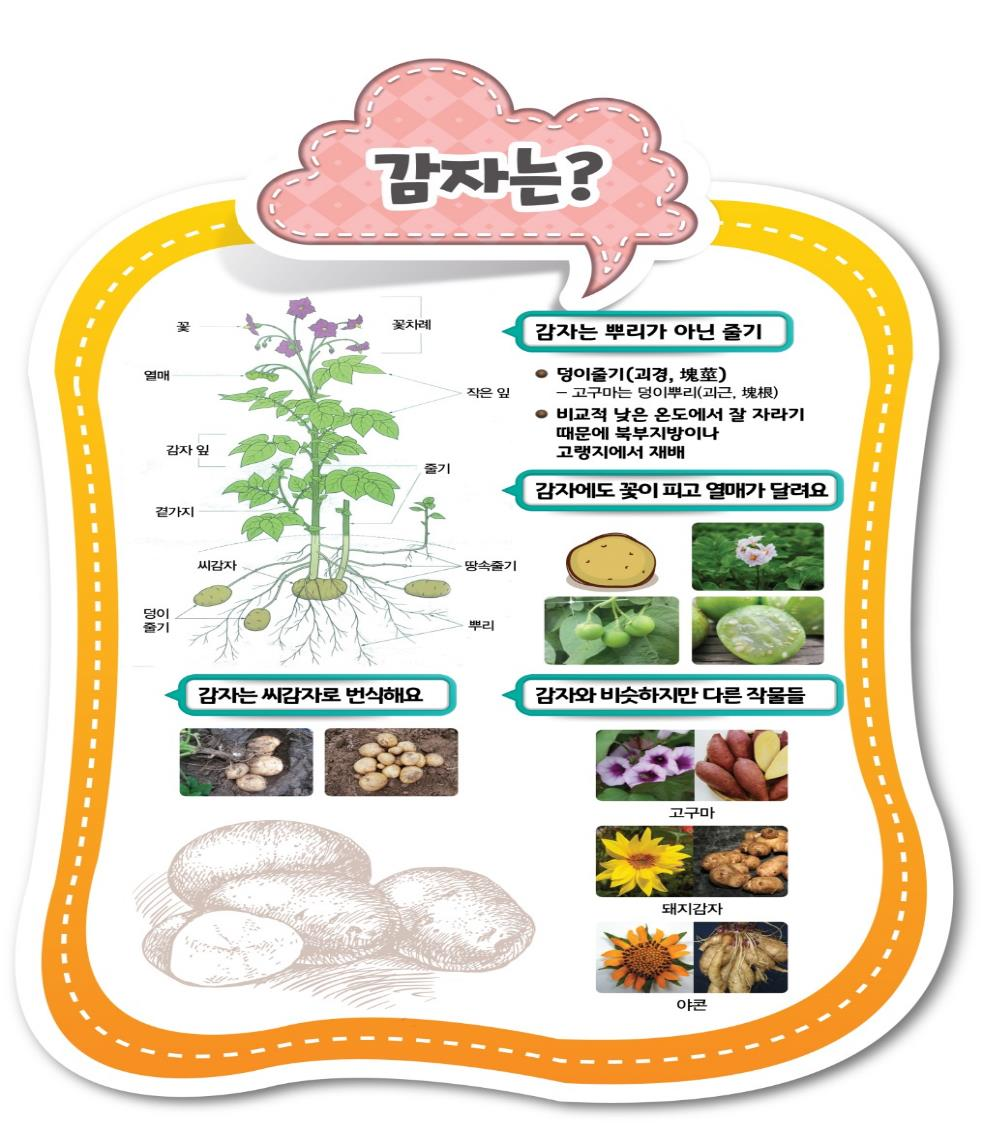 감자는?
꽃
꽃차례
열매
작은 잎
감자 잎
줄기
곁가지
씨감자
땅속줄기
덩이
줄기
뿌리
감자는 뿌리가 아닌 줄기
덩이줄기(괴경, 塊莖)
– 고구마는 덩이뿌리(괴근, 塊根)
비교적 낮은 온도에서 잘 자라기
때문에 북부지방이나
고랭지에서 재배
감자에도 꽃이 피고 열매가 달려요
감자는 씨감자로 번식해요
감자와 비슷하지만 다른 작물들
고구마
돼지감자
야콘